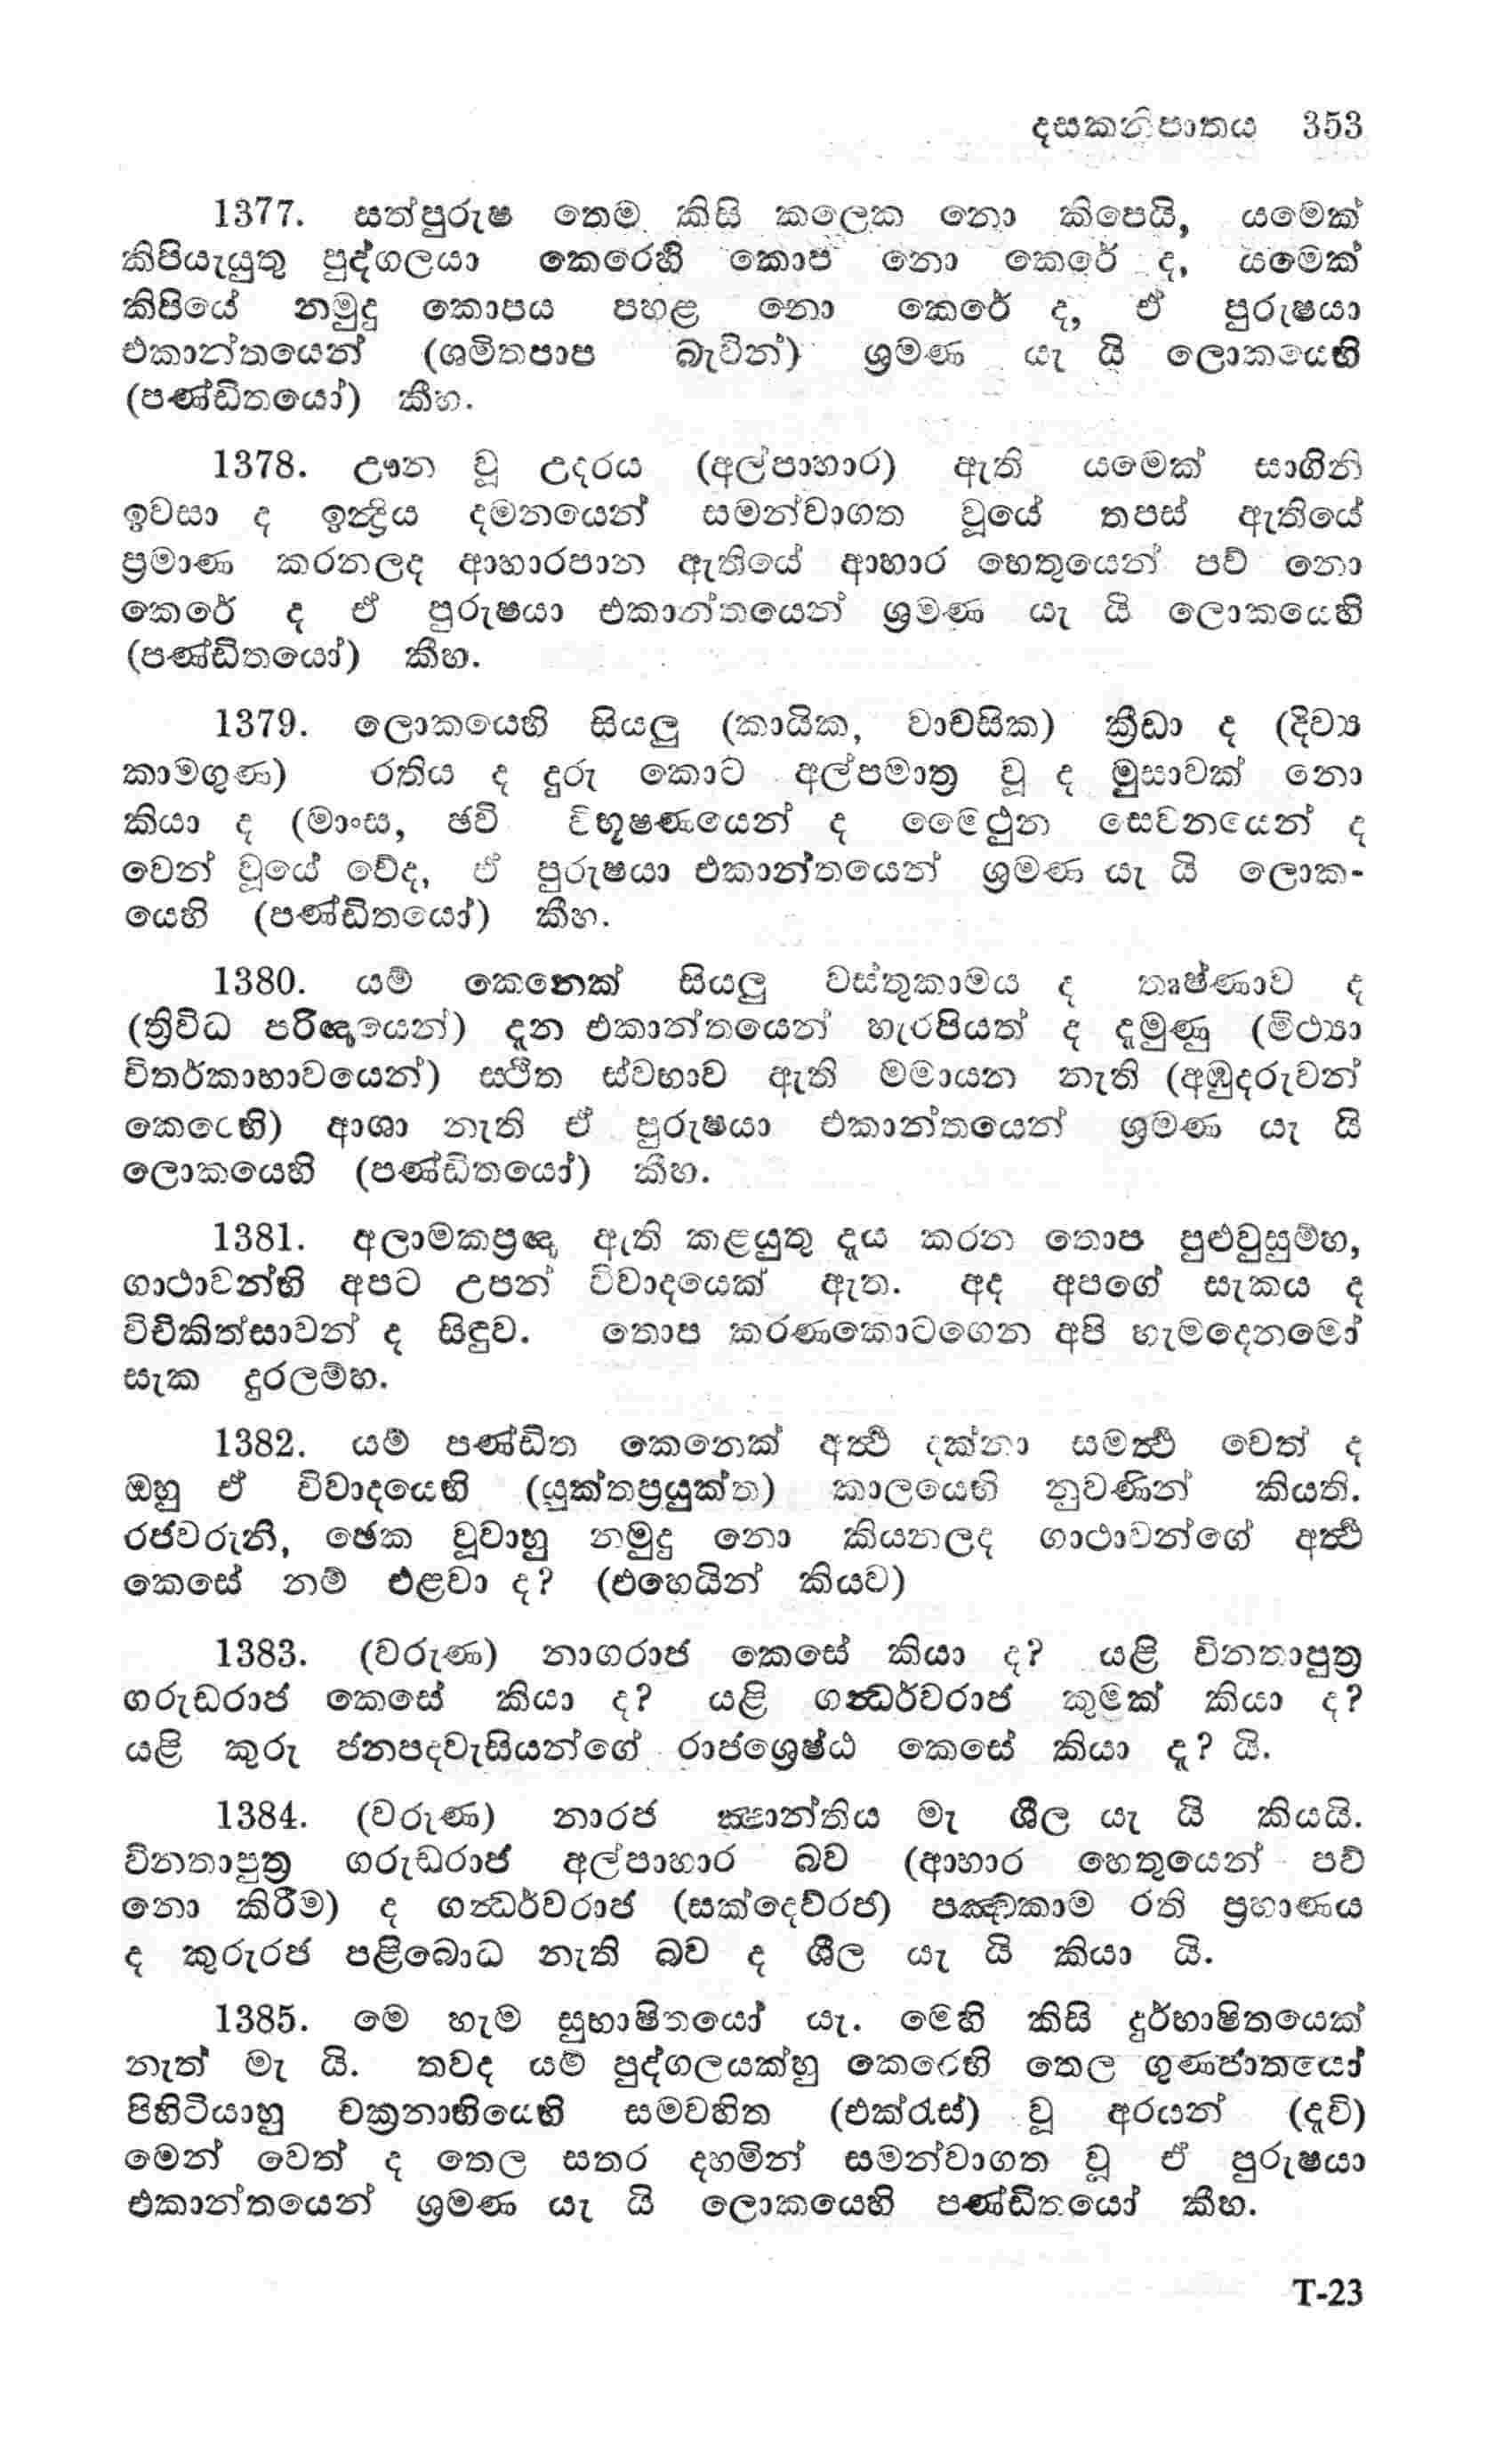 දසකනිපාතය 353
1377. සත්පුරුෂ තෙම කිසි කලෙක නො කිපෙයි, යමෙක්
කිපියැයුතු පුද්ගලයා කෙරෙහි කොප නො කෙරේ ද, යමෙක්
කිපියේ නමුදු කොපය පහළ නො කෙරේ ද, ඒ පුරුෂයා
එකාන්තයෙන් (ශමිතපාප බැවින්) ශ්‍රමණ යැ යි ලොකයෙහි
(පණ්ඩිතයෝ) කීහ.
1378. ඌන වූ උදරය (අල්පාහාර) ඇති යමෙක් සාගිනි
ඉවසා ද ඉන්‍ද්‍රිය දමනයෙන් සමන්වාගත වූයේ තපස් ඇතියේ
ප්‍රමාණ කරනලද ආහාරපාන ඇතියේ ආහාර හෙතුයෙන් පව් නො
කෙරේ ද ඒ පුරුෂයා එකාන්තයෙන් ශ්‍රමණ යැ යි ලොකයෙහි
(පණ්ඩිතයෝ) කීහ.
1379. ලොකයෙහි සියලු (කායික, වාචසික) ක්‍රීඩා ද (දිව්‍ය
කාමගුණ) රතිය ද දුරු කොට අල්පමාත්‍ර වූ ද මුසාවක් නො
කියා ද (මාංස, ඡවි විභූෂණයෙන් ද මෛථුන සෙවනයෙන් ද
වෙන් වූයේ වේද, ඒ පුරුෂයා එකාන්තයෙන් ශ්‍රමණ යැ යි ලොක-
යෙහි (පණ්ඩිතයෝ) කීහ.
1380. යම් කෙනෙක් සියලු වස්තුකාමය ද තෘෂ්ණාව ද
(ත්‍රිවිධ පරිඥයෙන්) දැන එකාන්තයෙන් හැරපියත් ද දැමුණු (මිථ්‍යා
විතර්කාභාවයෙන්) ස්ථිත ස්වභාව ඇති මමායන නැති (අඹුදරුවන්
කෙරෙහි) ආශා නැති ඒ පුරුෂයා එකාන්තයෙන් ශ්‍රමණ යැ යි
ලොකයෙහි (පණ්ඩිතයෝ) කීහ.
1381. අලාමකප්‍රඥ ඇති කළයුතු දැය කරන තොප පුළුවුසුම්හ,
ගාථාවන්හි අපට උපන් විවාදයෙක් ඇත. අද අපගේ සැකය ද
විචිකිත්සාවන් ද සිඳුව. තොප කරණකොටගෙන අපි හැමදෙනමෝ
සැක දුරලම්හ.
1382. යම් පණ්ඩිත කෙනෙක් අර්‍ත්‍ථ දක්නා සමර්‍ත්‍ථ වෙත් ද
ඔහු ඒ විවාදයෙහි (යුක්තප්‍රයුක්ත) කාලයෙහි නුවණින් කියති.
රජවරුනි, ඡෙක වූවාහු නමුදු නො කියනලද ගාථාවන්ගේ අර්‍ත්‍ථ
කෙසේ නම් එළවා ද? (එහෙයින් කියව)
1383. (වරුණ) නාගරාජ කෙසේ කියා ද? යළි විනතාපුත්‍ර
ගරුඩරාජ කෙසේ කියා ද? යළි ගන්‍ධර්වරාජ කුමක් කියා ද?
යළි කුරු ජනපදවැසියන්ගේ රාජශ්‍රෙෂ්ඨ කෙසේ කියා දැ? යි.
1384. (වරුණ) නාරජ ක්‍ෂාන්තිය මැ ශීල යැ යි කියයි.
විනතාපුත්‍ර ගරුඩරාජ අල්පාහාර බව (ආහාර හෙතුයෙන් පව්
නො කිරීම) ද ගන්‍ධර්වරාජ (සක්දෙව්රජ) පඤ්චකාම රති ප්‍රහාණය
ද කුරුරජ පළිබොධ නැති බව ද ශීල යැ යි කියා යි.
1385. මෙ හැම සුභාෂිතයෝ යැ. මෙහි කිසි දුර්භාෂිතයෙක්
නැත් මැ යි. තවද යම් පුද්ගලයක්හු කෙරෙහි තෙල ගුණජාතයෝ
පිහිටියාහු චක්‍රනාභියෙහි සමවහිත (එක්රැස්) වූ අරයන් (දැවි)
මෙන් වෙත් ද තෙල සතර දහමින් සමන්වාගත වූ ඒ පුරුෂයා
එකාන්තයෙන් ශ්‍රමණ යැ යි ලොකයෙහි පණ්ඩිතයෝ කීහ.
T-23